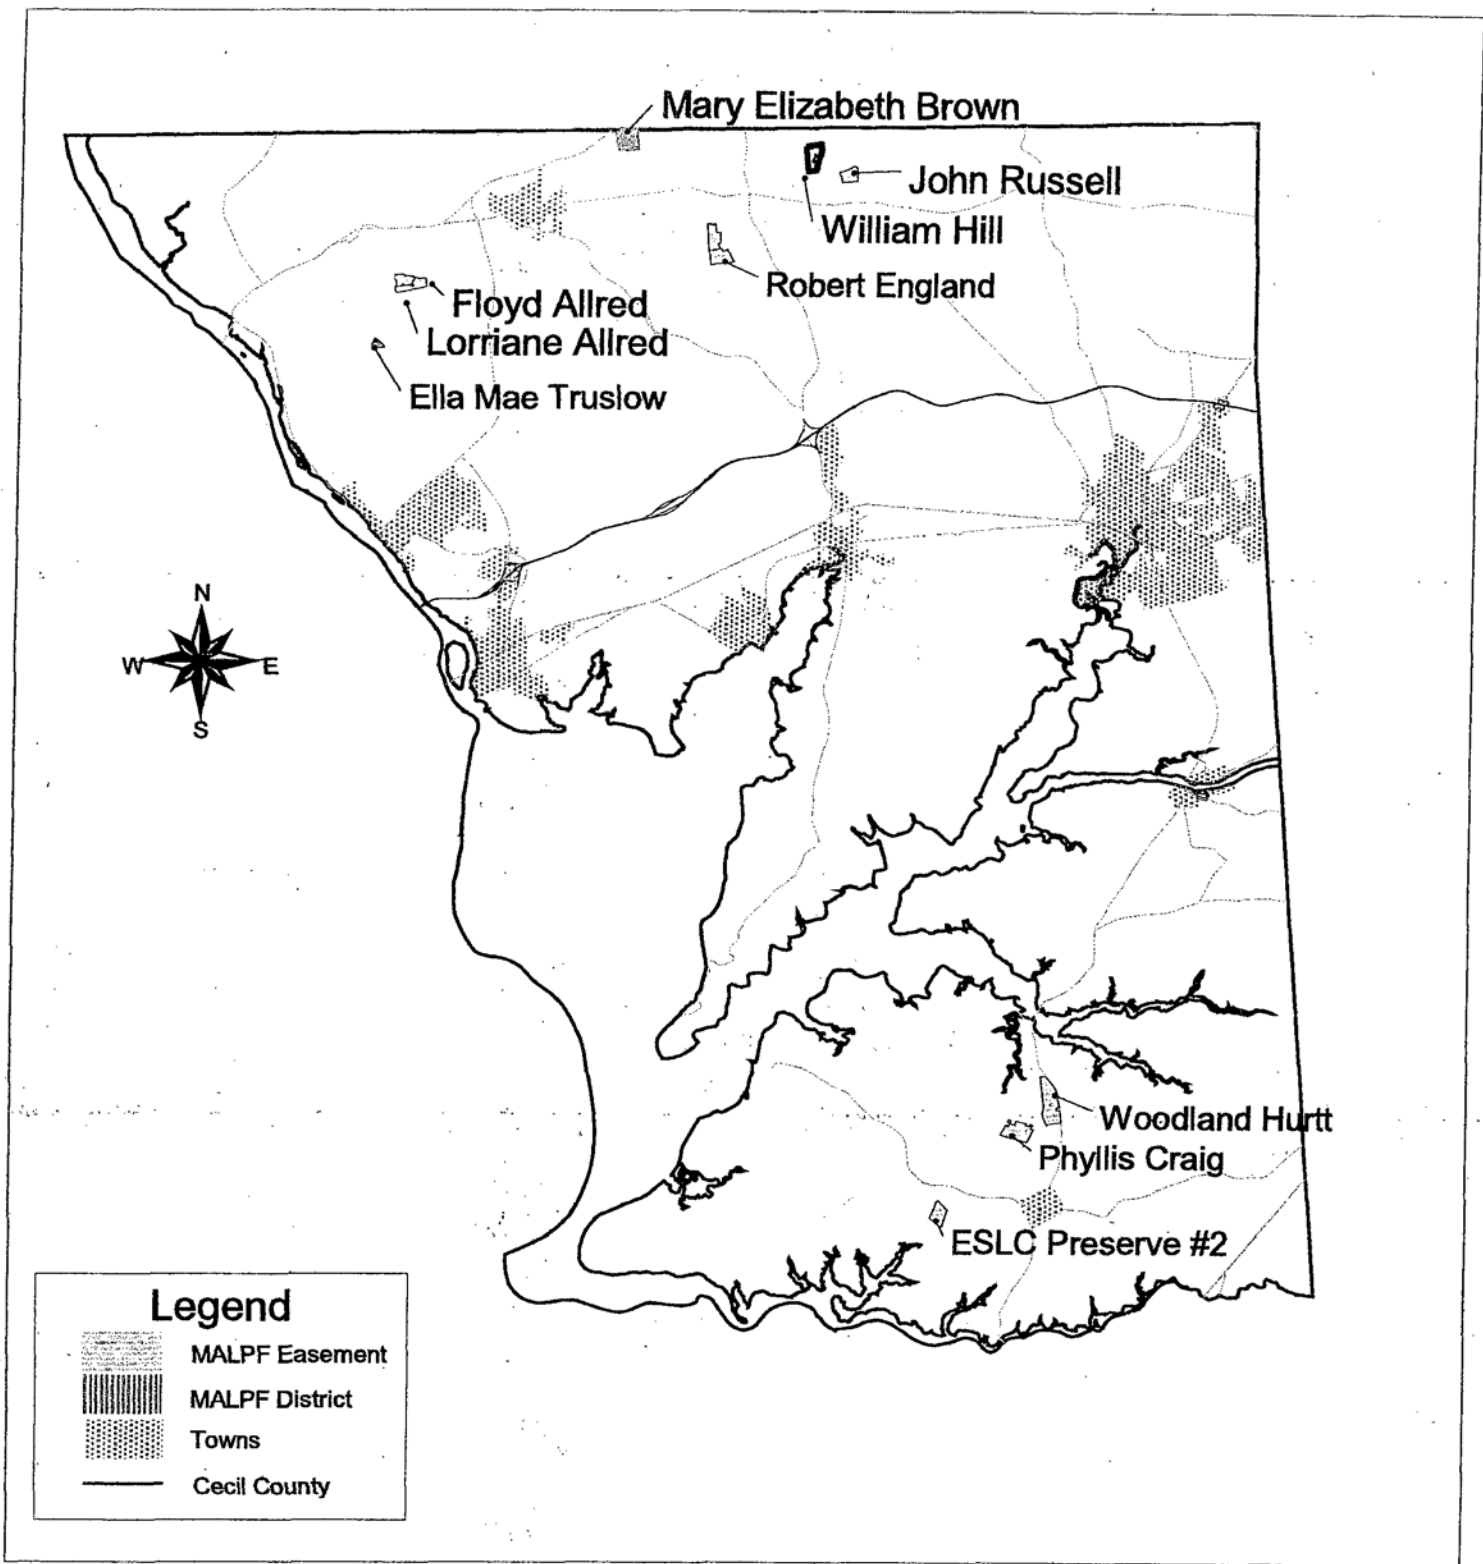 Mary Elizabeth Brown
John Russell
William Hill
Robert England
Floyd Allred
Lorriane Allred
Ella Mae Truslow
N
W
E
S
Woodland Hurtt
Phyllis Craig
ESLC Preserve #2
Legend
MALPF Easement
MALPF District
Towns
Cecil County